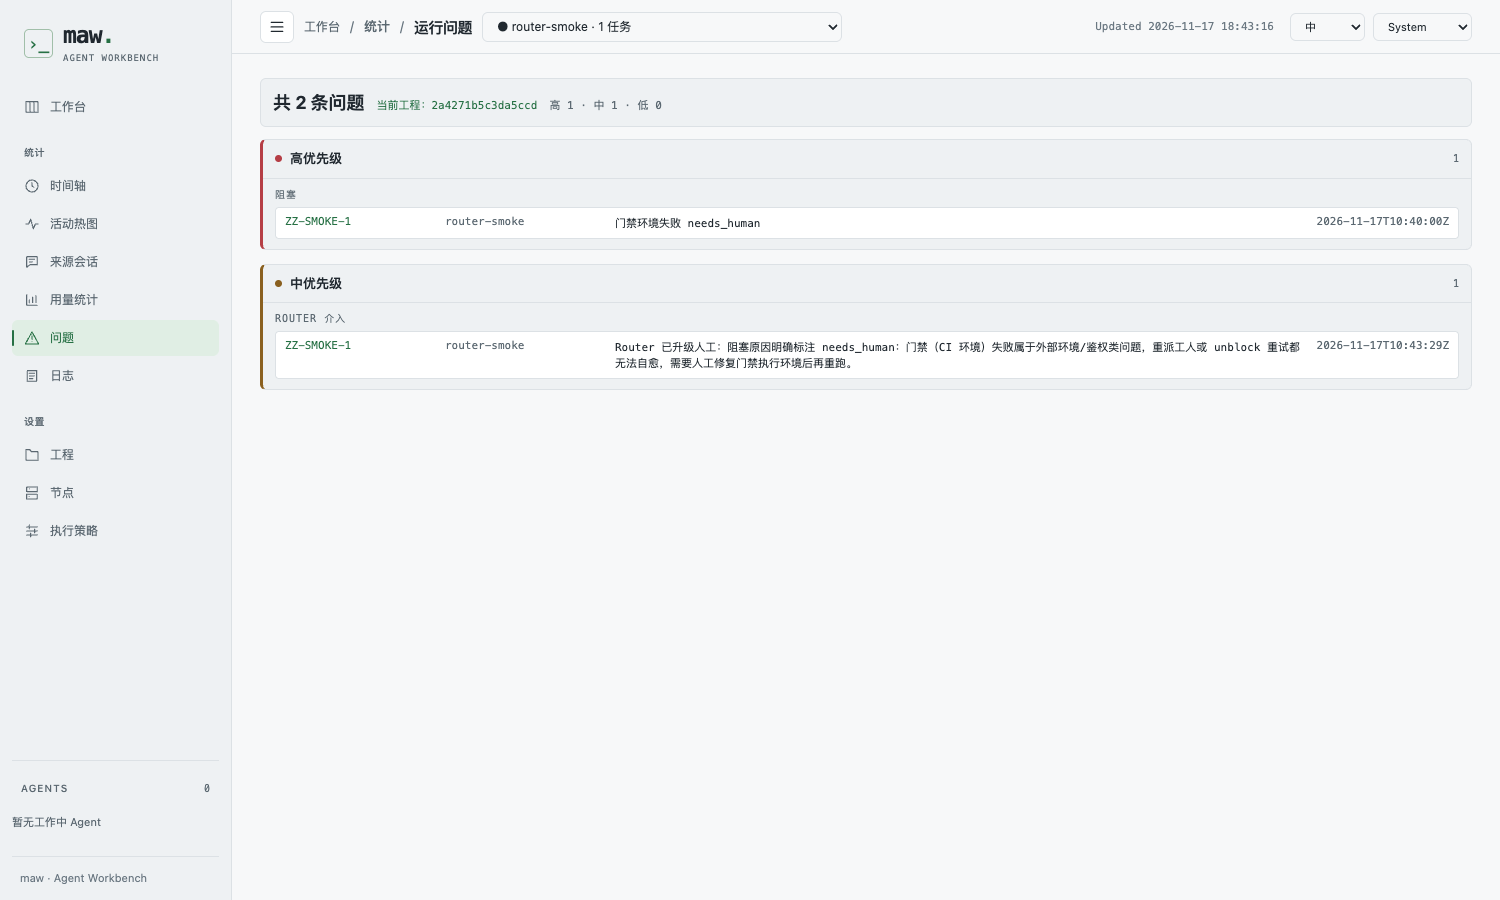 maw.
AGENT WORKBENCH
工作台
统计
时间轴
活动热图
来源会话
用量统计
问题
日志
设置
工程
节点
执行策略
AGENTS 0
暂无工作中 Agent
maw · Agent Workbench
工作台 / 统计 / 运行问题 ● router-smoke · 1 任务 Updated 2026-11-17 18:43:16 中 System
共 2 条问题 当前工程: 2a4271b5c3da5ccd 高 1 · 中 1 · 低 0
高优先级 1
阻塞
ZZ-SMOKE-1 router-smoke 门禁环境失败 needs_human 2026-11-17T10:40:00Z
中优先级 1
ROUTER 介入
ZZ-SMOKE-1 router-smoke Router 已升级人工: 阻塞原因明确标注 needs_human: 门禁 (CI 环境) 失败属于外部环境/鉴权类问题, 重派工人或 unblock 重试都 2026-11-17T10:43:29Z
无法自愈, 需要人工修复门禁执行环境后再重跑。